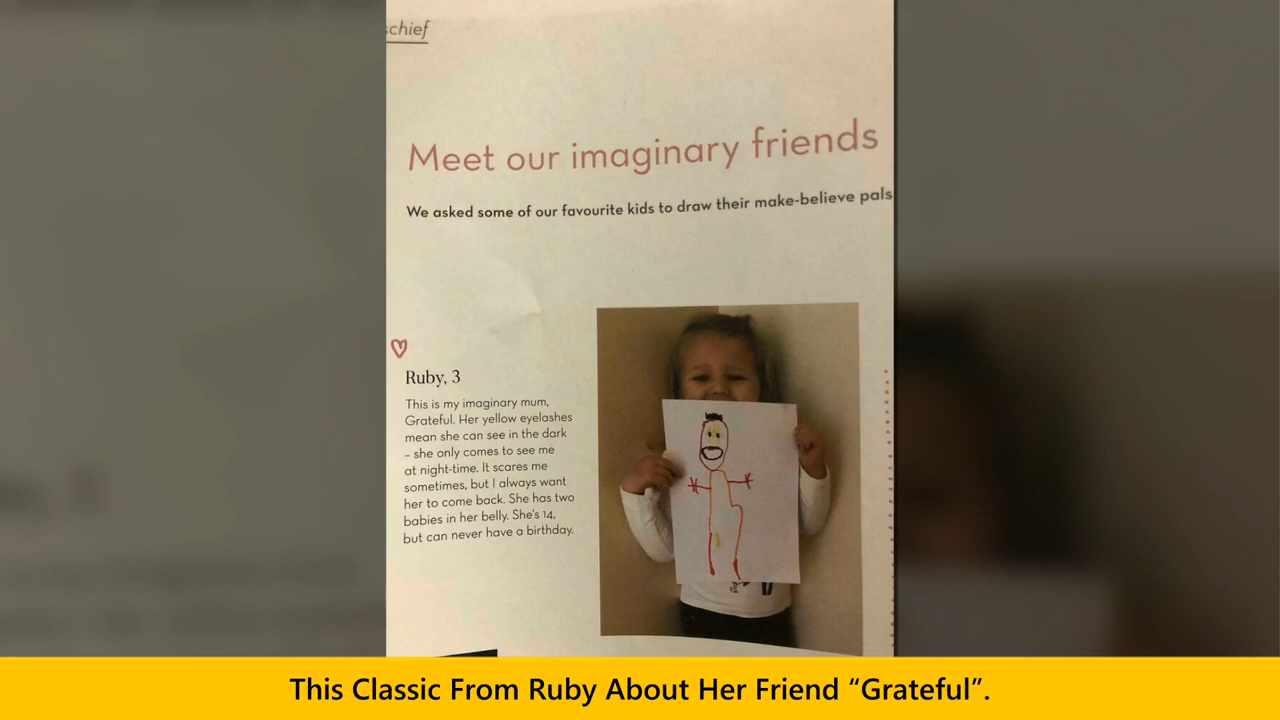 schief
Meet our imaginary friends
We asked some of our favourite kids to draw their make-believe pals
Ruby, 3
This is my imaginary mum,
Grateful. Her yellow eyelashes
mean she can see in the dark
– she only comes to see me
at night-time. It scares me
sometimes, but I always want
her to come back. She has two
babies in her belly. She's 14,
but can never have a birthday.
This Classic From Ruby About Her Friend “Grateful”.